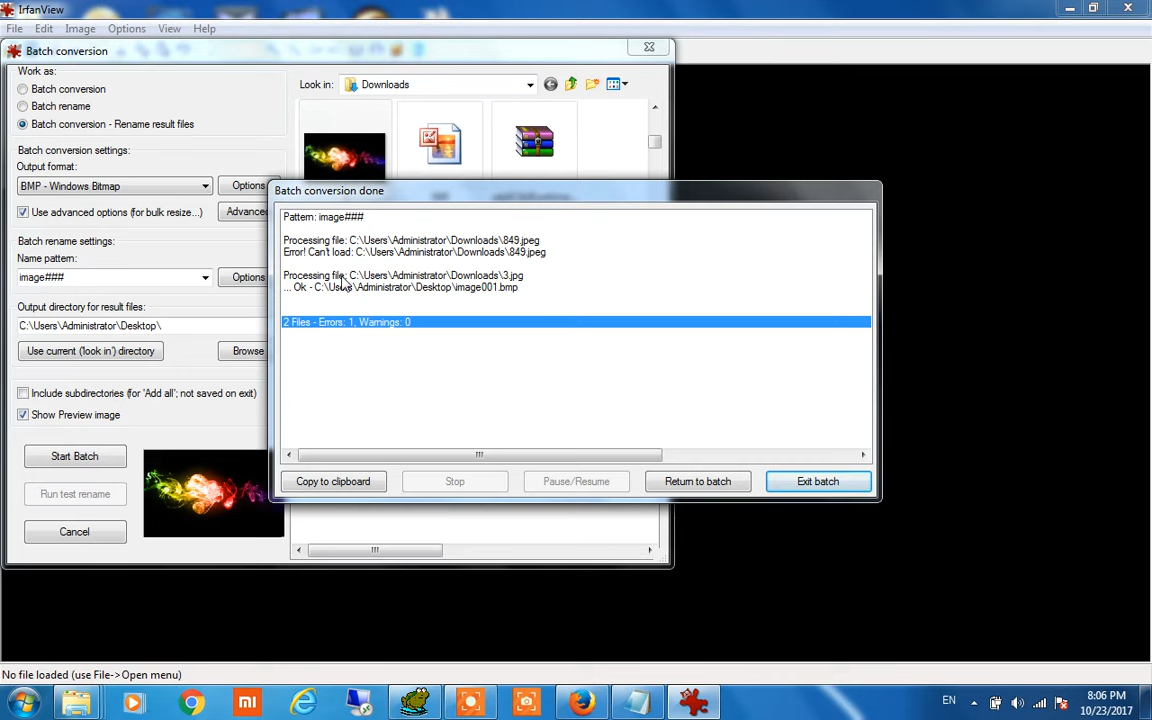 IrfanView
File Edit Image Options View Help
Batch conversion
Work as:
Batch conversion
Batch rename
Batch conversion - Rename result files
Batch conversion settings:
Output format:
BMP - Windows Bitmap
Options
Use advanced options (for bulk resize...)
Advance
Batch rename settings:
Name pattern:
image###
Options
Output directory for result files:
C:\Users\Administrator\Desktop\
Use current ('look in') directory
Browse
Include subdirectories (for 'Add all'; not saved on exit)
Show Preview image
Start Batch
Run test rename
Cancel
Look in: Downloads
Batch conversion done
Pattern: image###
Processing file: C:\Users\Administrator\Downloads\849.jpeg
Error! Can't load: C:\Users\Administrator\Downloads\849.jpeg
Processing file: C:\Users\Administrator\Downloads\3.jpg
... Ok - C:\Users\Administrator\Desktop\image001.bmp
2 Files - Errors: 1, Warnings: 0
Copy to clipboard
Stop
Pause/Resume
Return to batch
Exit batch
No file loaded (use File->Open menu)
mi
EN
8:06 PM
10/23/2017